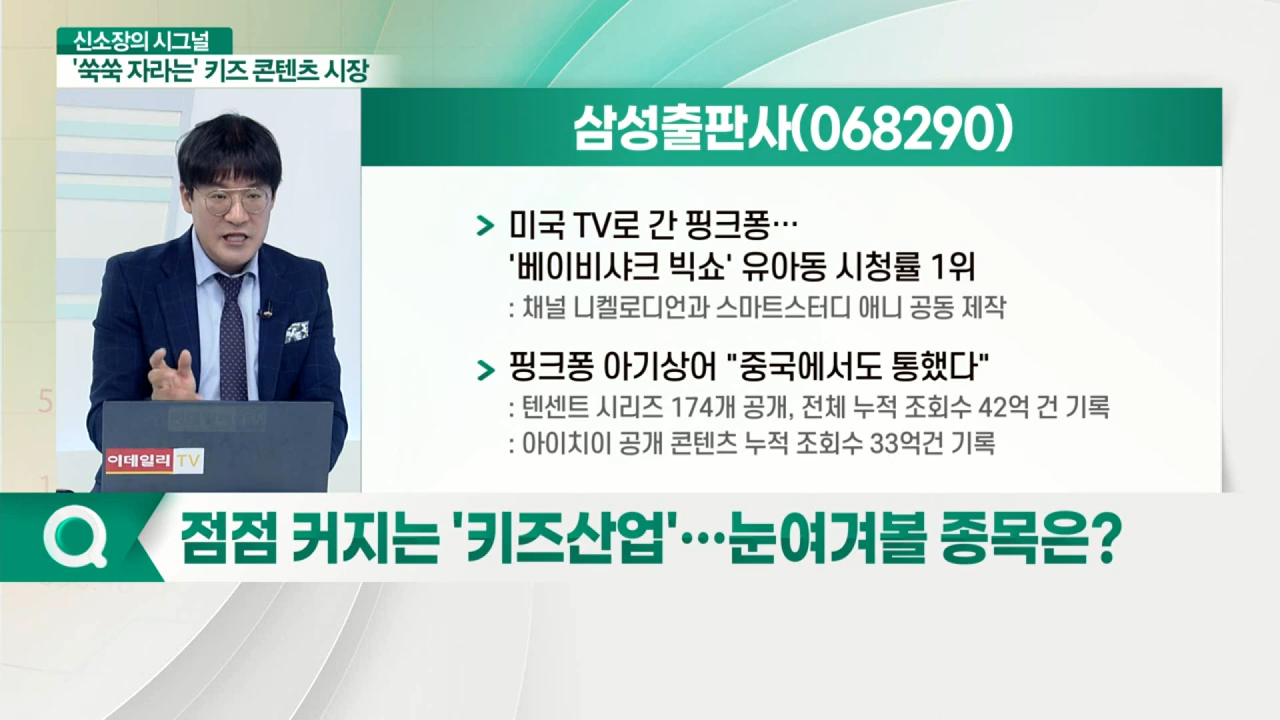 신소장의 시그널
'쑥쑥 자라는' 키즈 콘텐츠 시장
삼성출판사(068290)
미국 TV로 간 핑크퐁…
'베이비샤크 빅쇼' 유아동 시청률 1위
: 채널 니켈로디언과 스마트스터디 애니 공동 제작
핑크퐁 아기상어 "중국에서도 통했다"
: 텐센트 시리즈 174개 공개, 전체 누적 조회수 42억 건 기록
: 아이치이 공개 콘텐츠 누적 조회수 33억건 기록
5
1
이데일리 TV
점점 커지는 '키즈산업'…눈여겨볼 종목은?